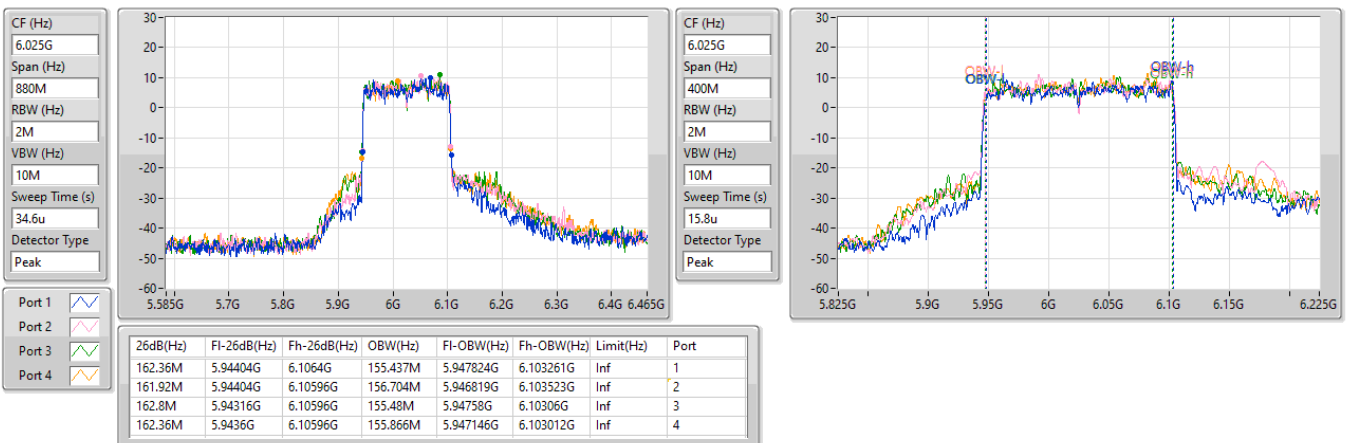 CF (Hz)
6.025G
Span (Hz)
880M
RBW (Hz)
2M
VBW (Hz)
10M
Sweep Time (s)
34.6u
Detector Type
Peak
30
20
10
0
-10
-20
-30
-40
-50
-60
5.585G 5.7G 5.8G 5.9G 6G 6.1G 6.2G 6.3G 6.4G 6.465G
CF (Hz)
6.025G
Span (Hz)
400M
RBW (Hz)
2M
VBW (Hz)
10M
Sweep Time (s)
15.8u
Detector Type
Peak
30
20
10
0
-10
-20
-30
-40
-50
-60
OBW-l
OBW-h
5.825G 5.9G 5.95G 6G 6.05G 6.1G 6.15G 6.225G
Port 1
Port 2
Port 3
Port 4
26dB(Hz) Fl-26dB(Hz) Fh-26dB(Hz) OBW(Hz) Fl-OBW(Hz) Fh-OBW(Hz) Limit(Hz) Port
162.36M 5.94404G 6.1064G 155.437M 5.947824G 6.103261G Inf 1
161.92M 5.94404G 6.10596G 156.704M 5.946819G 6.103523G Inf 2
162.8M 5.94316G 6.10596G 155.48M 5.94758G 6.10306G Inf 3
162.36M 5.9436G 6.10596G 155.866M 5.947146G 6.103012G Inf 4